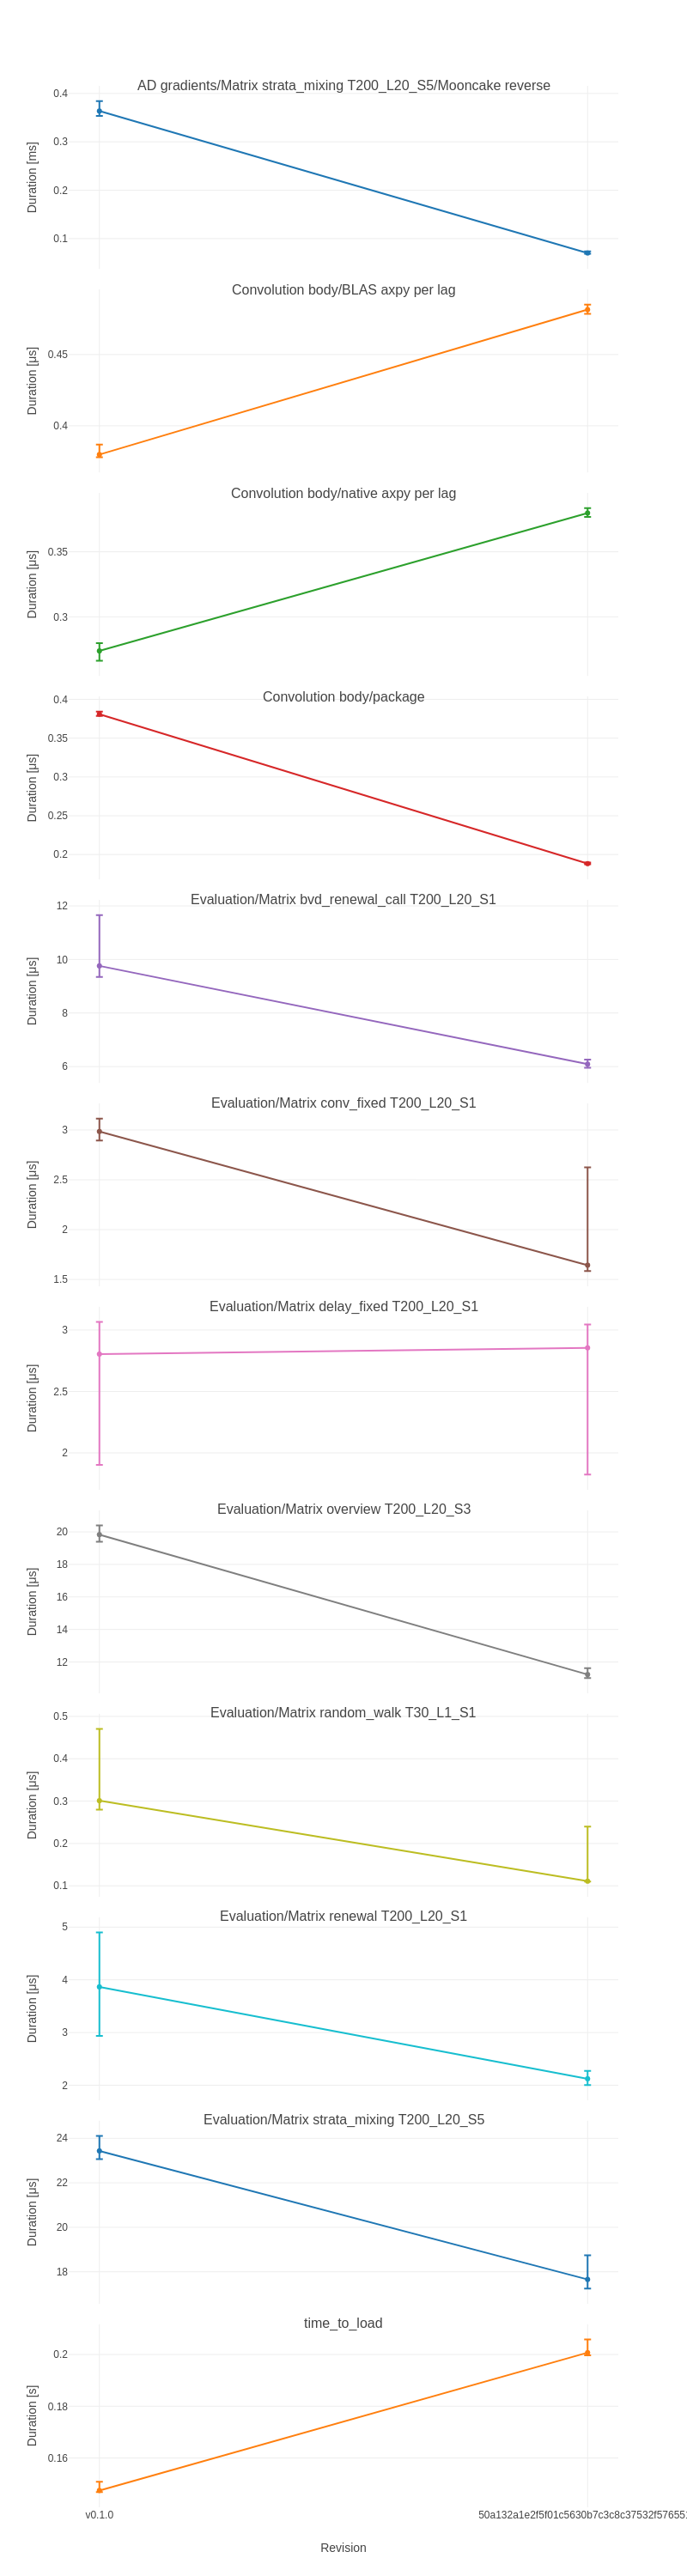 AD gradients/Matrix strata_mixing T200_L20_S5/Mooncake reverse
0.4
0.3
0.2
0.1
Duration [ms]
Convolution body/BLAS axpy per lag
0.45
0.4
Duration [μs]
Convolution body/native axpy per lag
0.35
0.3
Duration [μs]
Convolution body/package
0.4
0.35
0.3
0.25
0.2
Duration [μs]
Evaluation/Matrix bvd_renewal_call T200_L20_S1
12
10
8
6
Duration [μs]
Evaluation/Matrix conv_fixed T200_L20_S1
3
2.5
2
1.5
Duration [μs]
Evaluation/Matrix delay_fixed T200_L20_S1
3
2.5
2
Duration [μs]
Evaluation/Matrix overview T200_L20_S3
20
18
16
14
12
Duration [μs]
Evaluation/Matrix random_walk T30_L1_S1
0.5
0.4
0.3
0.2
0.1
Duration [μs]
Evaluation/Matrix renewal T200_L20_S1
5
4
3
2
Duration [μs]
Evaluation/Matrix strata_mixing T200_L20_S5
24
22
20
18
Duration [μs]
time_to_load
0.2
0.18
0.16
Duration [s]
v0.1.0
50a132a1e2f5f01c5630b7c3c8c37532f576551
Revision